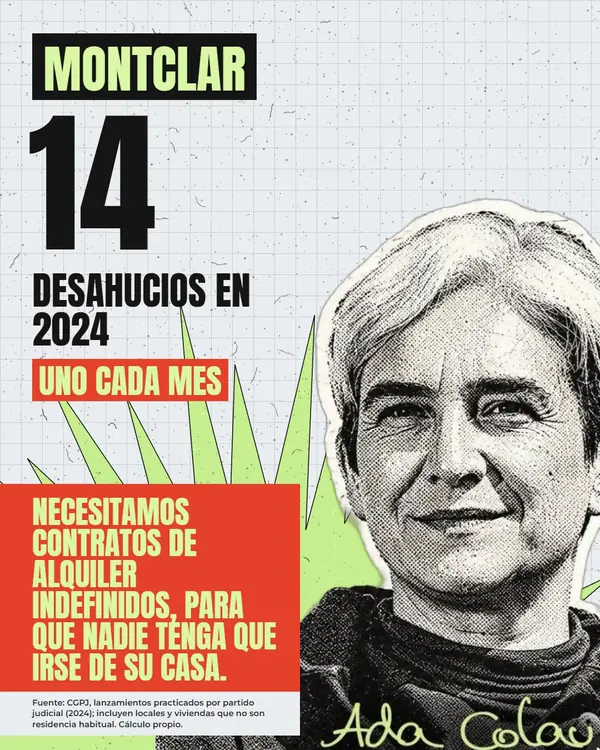 MONTCLAR
14
DESAHUCIOS EN
2024
UNO CADA MES
NECESITAMOS
CONTRATOS DE
ALQUILER
INDEFINIDOS, PARA
QUE NADIE TENGA QUE
IRSE DE SU CASA.
Fuente: CGPJ, lanzamientos practicados por partido
judicial (2024); incluyen locales y viviendas que no son
residencia habitual. Cálculo propio.
Ada Colau